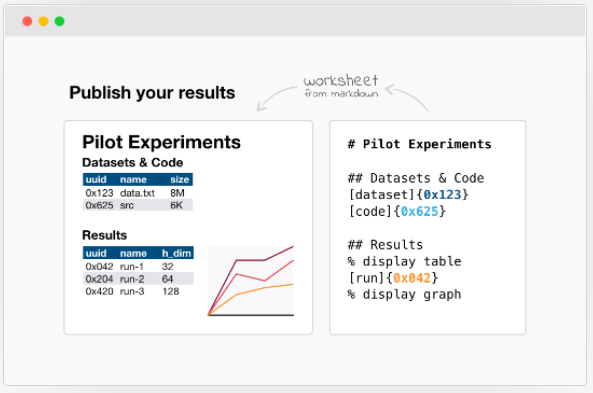 Publish your results
worksheet
from markdown
Pilot Experiments
Datasets & Code
uuid name size
0x123 data.txt 8M
0x625 src 6K
Results
uuid name h_dim
0x042 run-1 32
0x204 run-2 64
0x420 run-3 128
# Pilot Experiments
## Datasets & Code
[dataset]{0x123}
[code]{0x625}
## Results
% display table
[run]{0x042}
% display graph